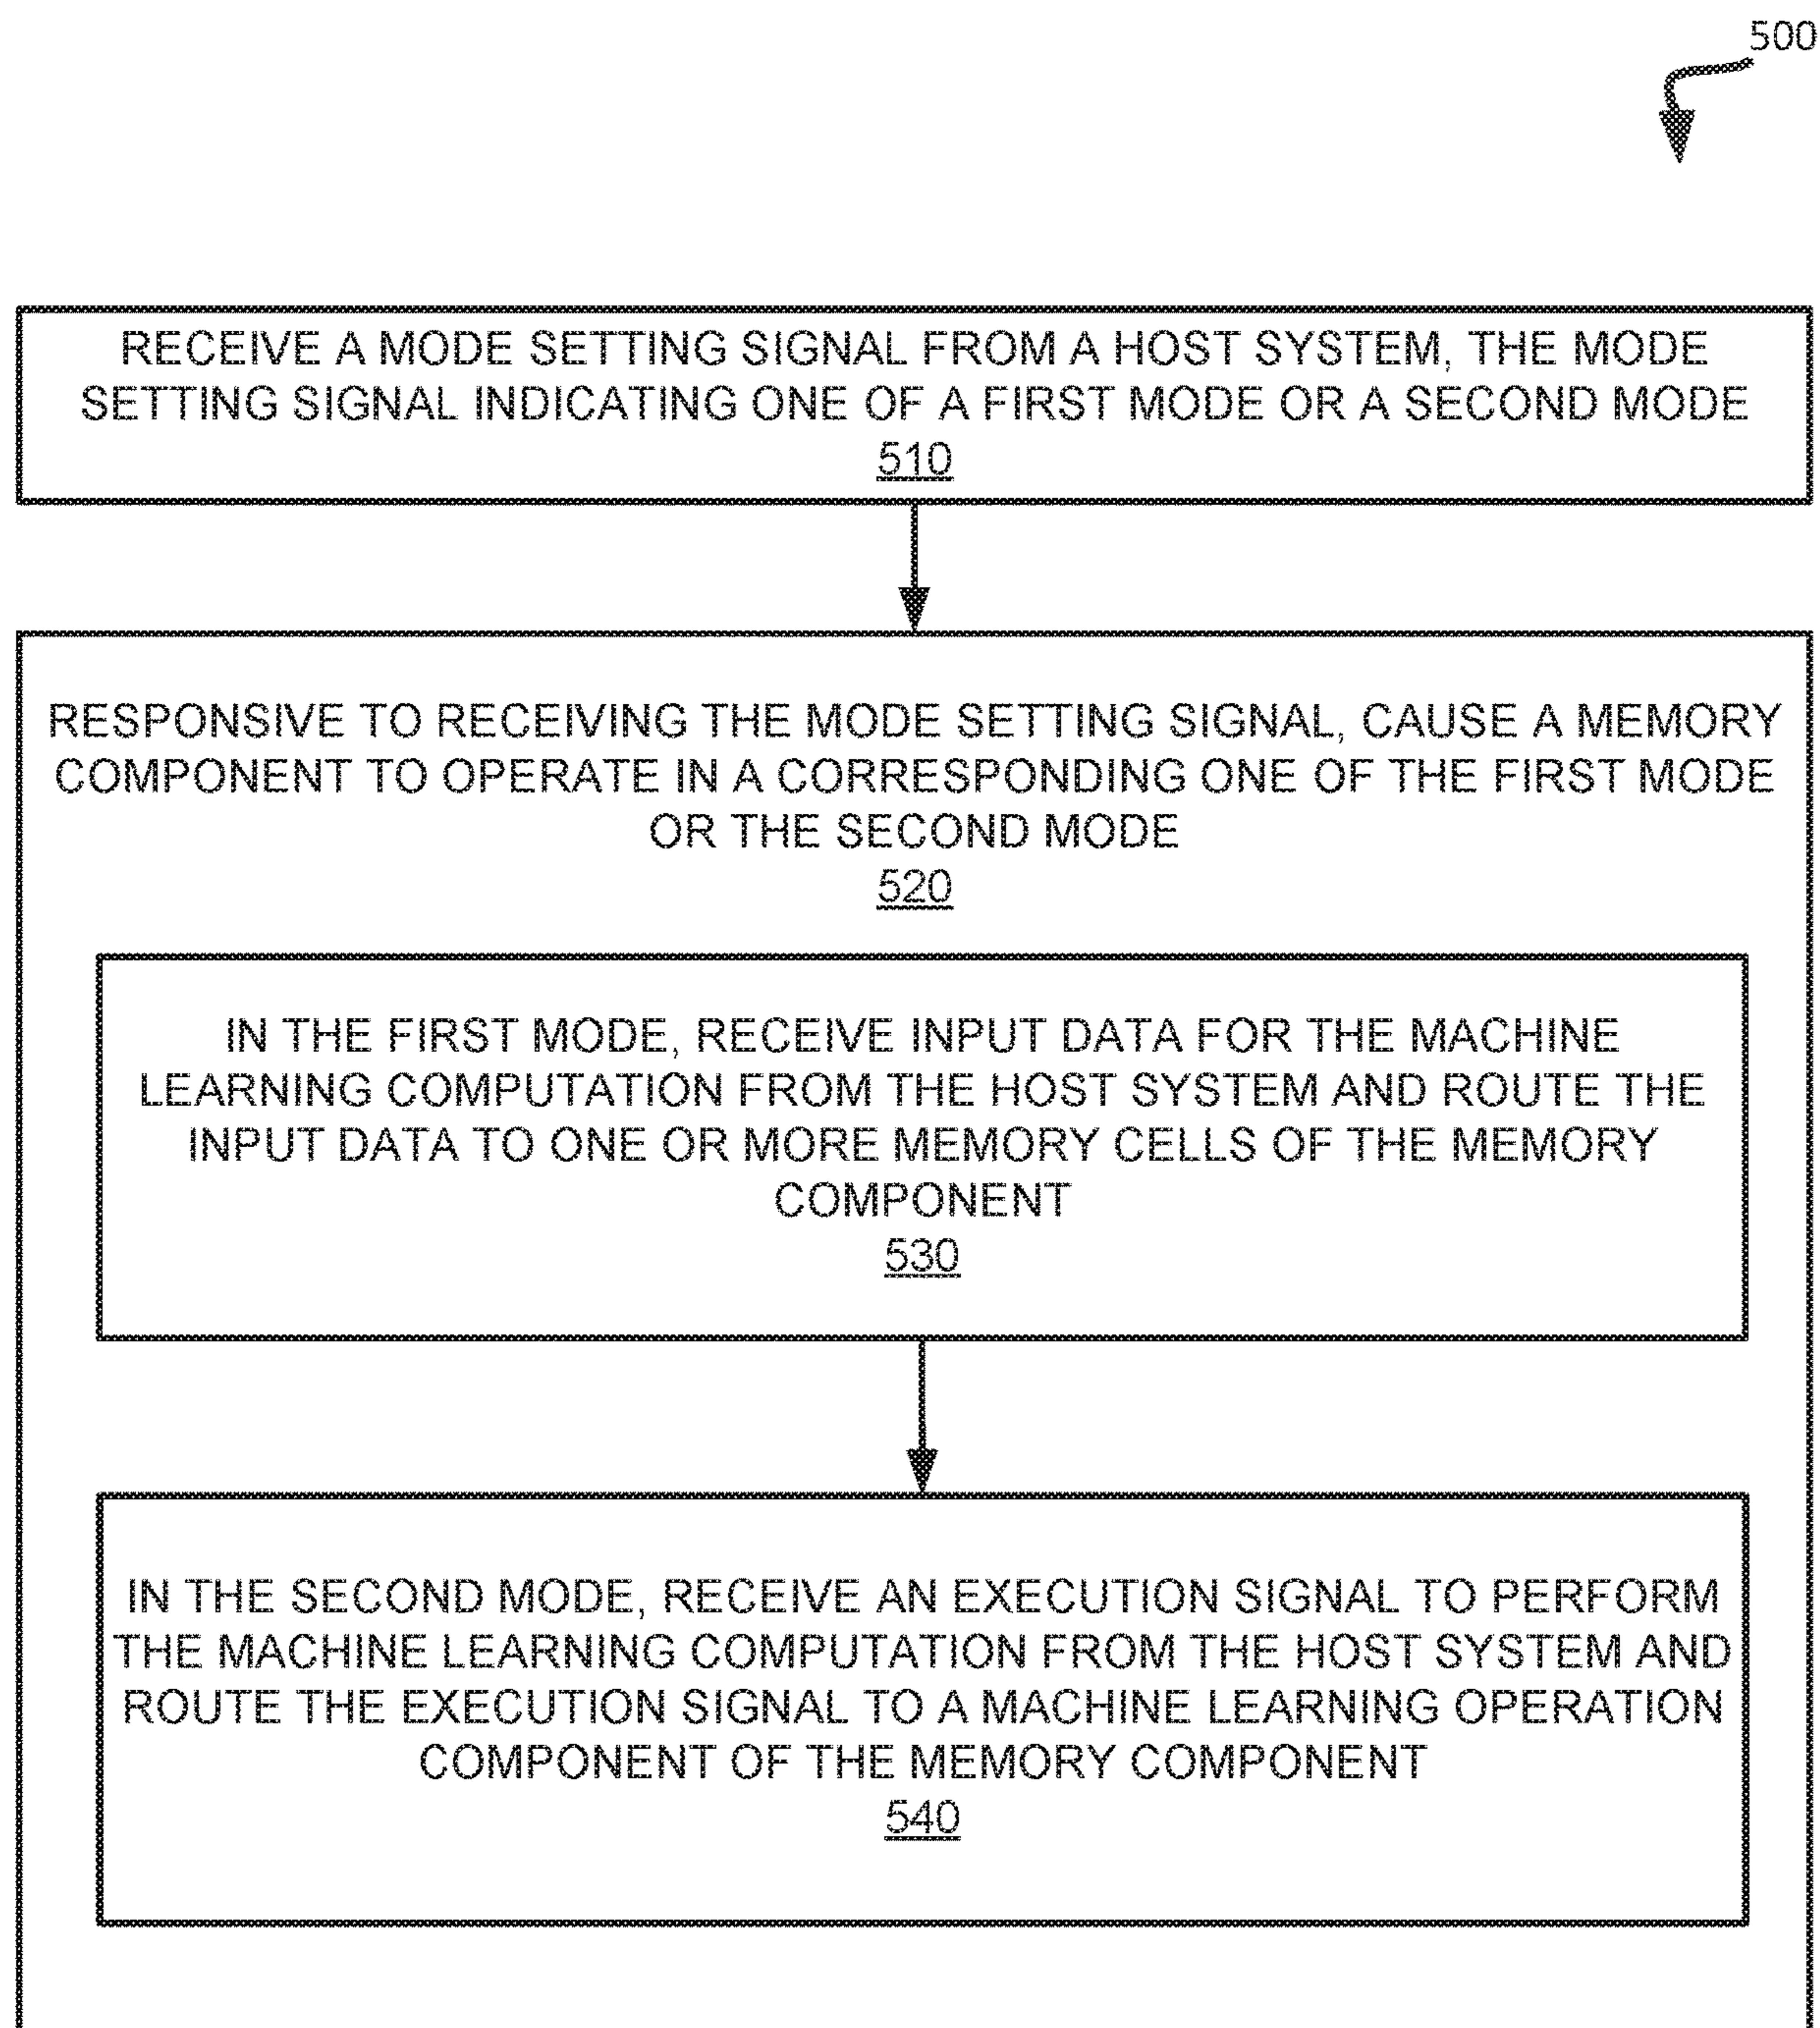 500
RECEIVE A MODE SETTING SIGNAL FROM A HOST SYSTEM, THE MODE
SETTING SIGNAL INDICATING ONE OF A FIRST MODE OR A SECOND MODE
510
RESPONSIVE TO RECEIVING THE MODE SETTING SIGNAL, CAUSE A MEMORY
COMPONENT TO OPERATE IN A CORRESPONDING ONE OF THE FIRST MODE
OR THE SECOND MODE
520
IN THE FIRST MODE, RECEIVE INPUT DATA FOR THE MACHINE
LEARNING COMPUTATION FROM THE HOST SYSTEM AND ROUTE THE
INPUT DATA TO ONE OR MORE MEMORY CELLS OF THE MEMORY
COMPONENT
530
IN THE SECOND MODE, RECEIVE AN EXECUTION SIGNAL TO PERFORM
THE MACHINE LEARNING COMPUTATION FROM THE HOST SYSTEM AND
ROUTE THE EXECUTION SIGNAL TO A MACHINE LEARNING OPERATION
COMPONENT OF THE MEMORY COMPONENT
540